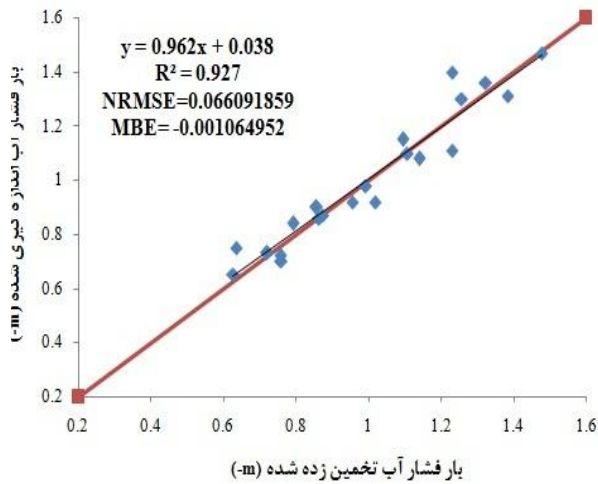 1.6
1.4
1.2
1
0.8
0.6
0.4
0.2
y = 0.962x + 0.038
R² = 0.927
NRMSE=0.066091859
MBE= -0.001064952
بار فشار آب اندازه گیری شده (m-)
0.2 0.4 0.6 0.8 1 1.2 1.4 1.6
بار فشار آب تخمین زده شده (m-)